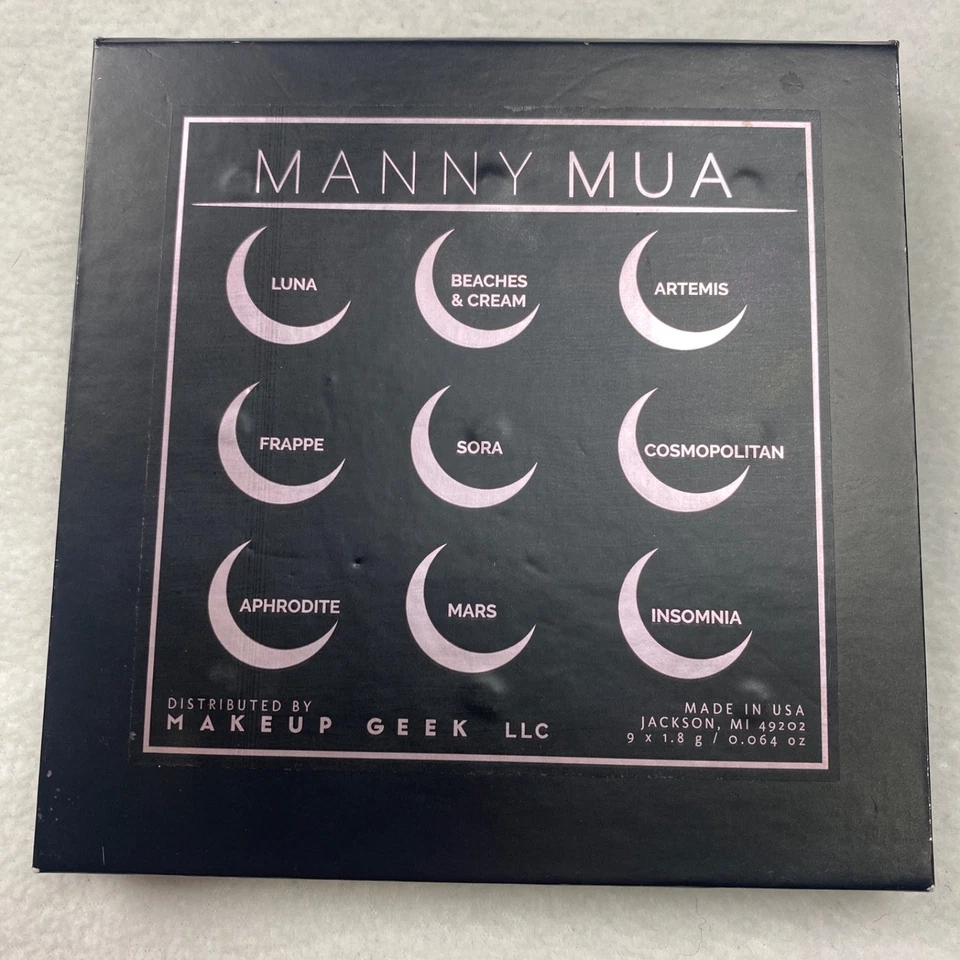 MANNY MUA
LUNA
BEACHES
& CREAM
ARTEMIS
FRAPPE
SORA
COSMOPOLITAN
APHRODITE
MARS
INSOMNIA
DISTRIBUTED BY
MAKEUP GEEK LLC
MADE IN USA
JACKSON, MI 49202
9 x 1.8 g / 0.064 oz